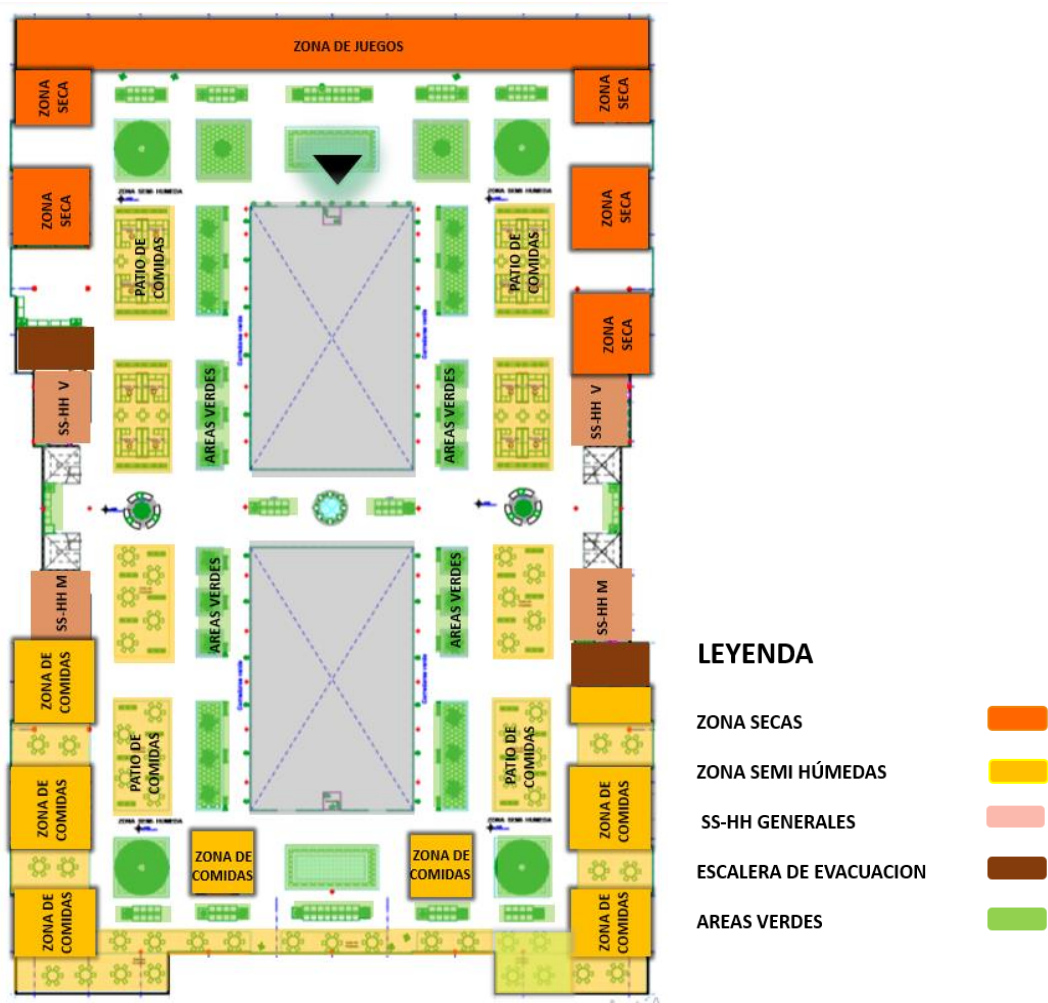 ZONA DE JUEGOS
ZONA
SECA
ZONA
SECA
ZONA
SECA
ZONA
SECA
ZONA SEMI HUMEDA
ZONA SEMI HUMEDA
PATIO DE
COMIDAS
PATIO DE
COMIDAS
ZONA
SECA
SS-HH V
AREAS VERDES
AREAS VERDES
SS-HH V
SS-HH M
AREAS VERDES
AREAS VERDES
SS-HH M
ZONA DE
COMIDAS
PATIO DE
COMIDAS
PATIO DE
COMIDAS
ZONA DE
COMIDAS
ZONA DE
COMIDAS
ZONA SEMI HUMEDA
ZONA SEMI HUMEDA
ZONA DE
COMIDAS
ZONA DE
COMIDAS
ZONA DE
COMIDAS
ZONA DE
COMIDAS
LEYENDA
ZONA SECAS
ZONA SEMI HÚMEDAS
SS-HH GENERALES
ESCALERA DE EVACUACION
AREAS VERDES